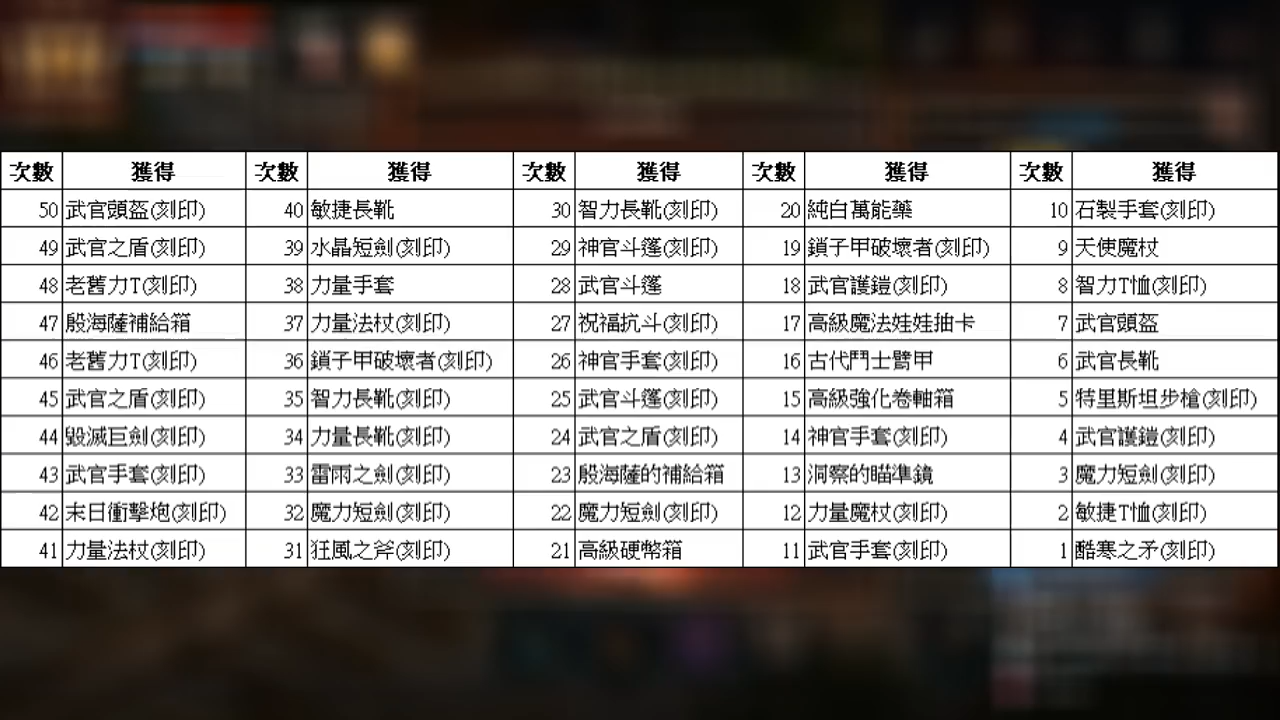 次數 獲得 次數 獲得 次數 獲得 次數 獲得 次數 獲得
50 武官頭盔(刻印) 40 敏捷長靴 30 智力長靴(刻印) 20 純白萬能藥 10 石製手套(刻印)
49 武官之盾(刻印) 39 水晶短劍(刻印) 29 神官斗篷(刻印) 19 鎖子甲破壞者(刻印) 9 天使魔杖
48 老舊力T(刻印) 38 力量手套 28 武官斗篷 18 武官護鎧(刻印) 8 智力T恤(刻印)
47 殷海薩補給箱 37 力量法杖(刻印) 27 祝福抗斗(刻印) 17 高級魔法娃娃抽卡 7 武官頭盔
46 老舊力T(刻印) 36 鎖子甲破壞者(刻印) 26 神官手套(刻印) 16 古代鬥士臂甲 6 武官長靴
45 武官之盾(刻印) 35 智力長靴(刻印) 25 武官斗篷(刻印) 15 高級強化卷軸箱 5 特里斯坦步槍(刻印)
44 毀滅巨劍(刻印) 34 力量長靴(刻印) 24 武官之盾(刻印) 14 神官手套(刻印) 4 武官護鎧(刻印)
43 武官手套(刻印) 33 雷雨之劍(刻印) 23 殷海薩的補給箱 13 洞察的瞄準鏡 3 魔力短劍(刻印)
42 末日衝擊炮(刻印) 32 魔力短劍(刻印) 22 魔力短劍(刻印) 12 力量魔杖(刻印) 2 敏捷T恤(刻印)
41 力量法杖(刻印) 31 狂風之斧(刻印) 21 高級硬幣箱 11 武官手套(刻印) 1 酷寒之矛(刻印)